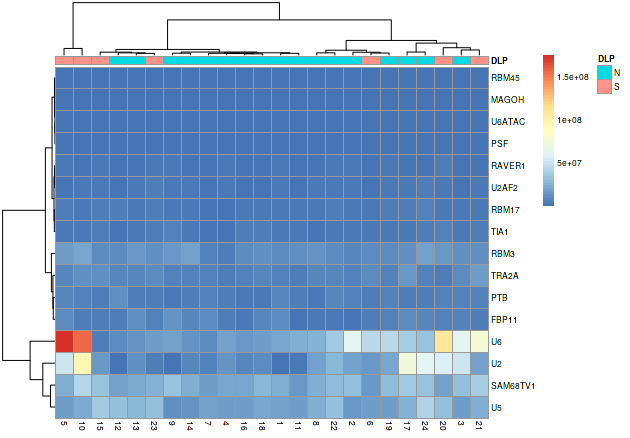 DLP
RBM45
MAGOH
U6ATAC
PSF
RAVER1
U2AF2
RBM17
TIA1
RBM3
TRA2A
PTB
FBP11
U6
U2
SAM68TV1
U5
5 10 15 12 13 23 9 14 7 4 16 18 1 11 8 22 2 6 19 17 24 20 3 21
1.5e+08
1e+08
5e+07
DLP
N
S